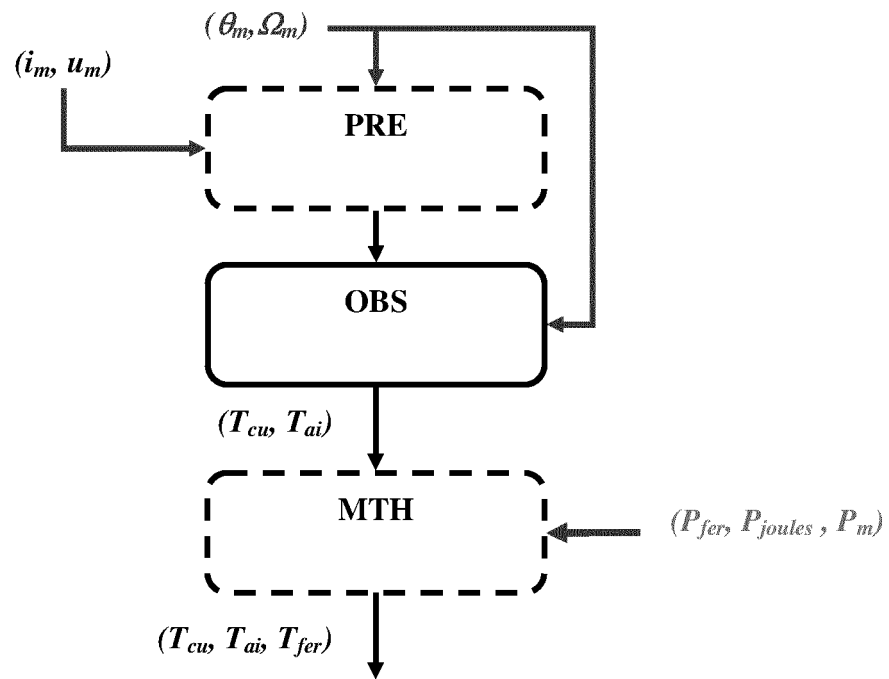 (θm, Ωm)
(im, um)
PRE
OBS
(Tcu, Tai)
MTH
(Pfer, Pjoules , Pm)
(Tcu, Tai, Tfer)